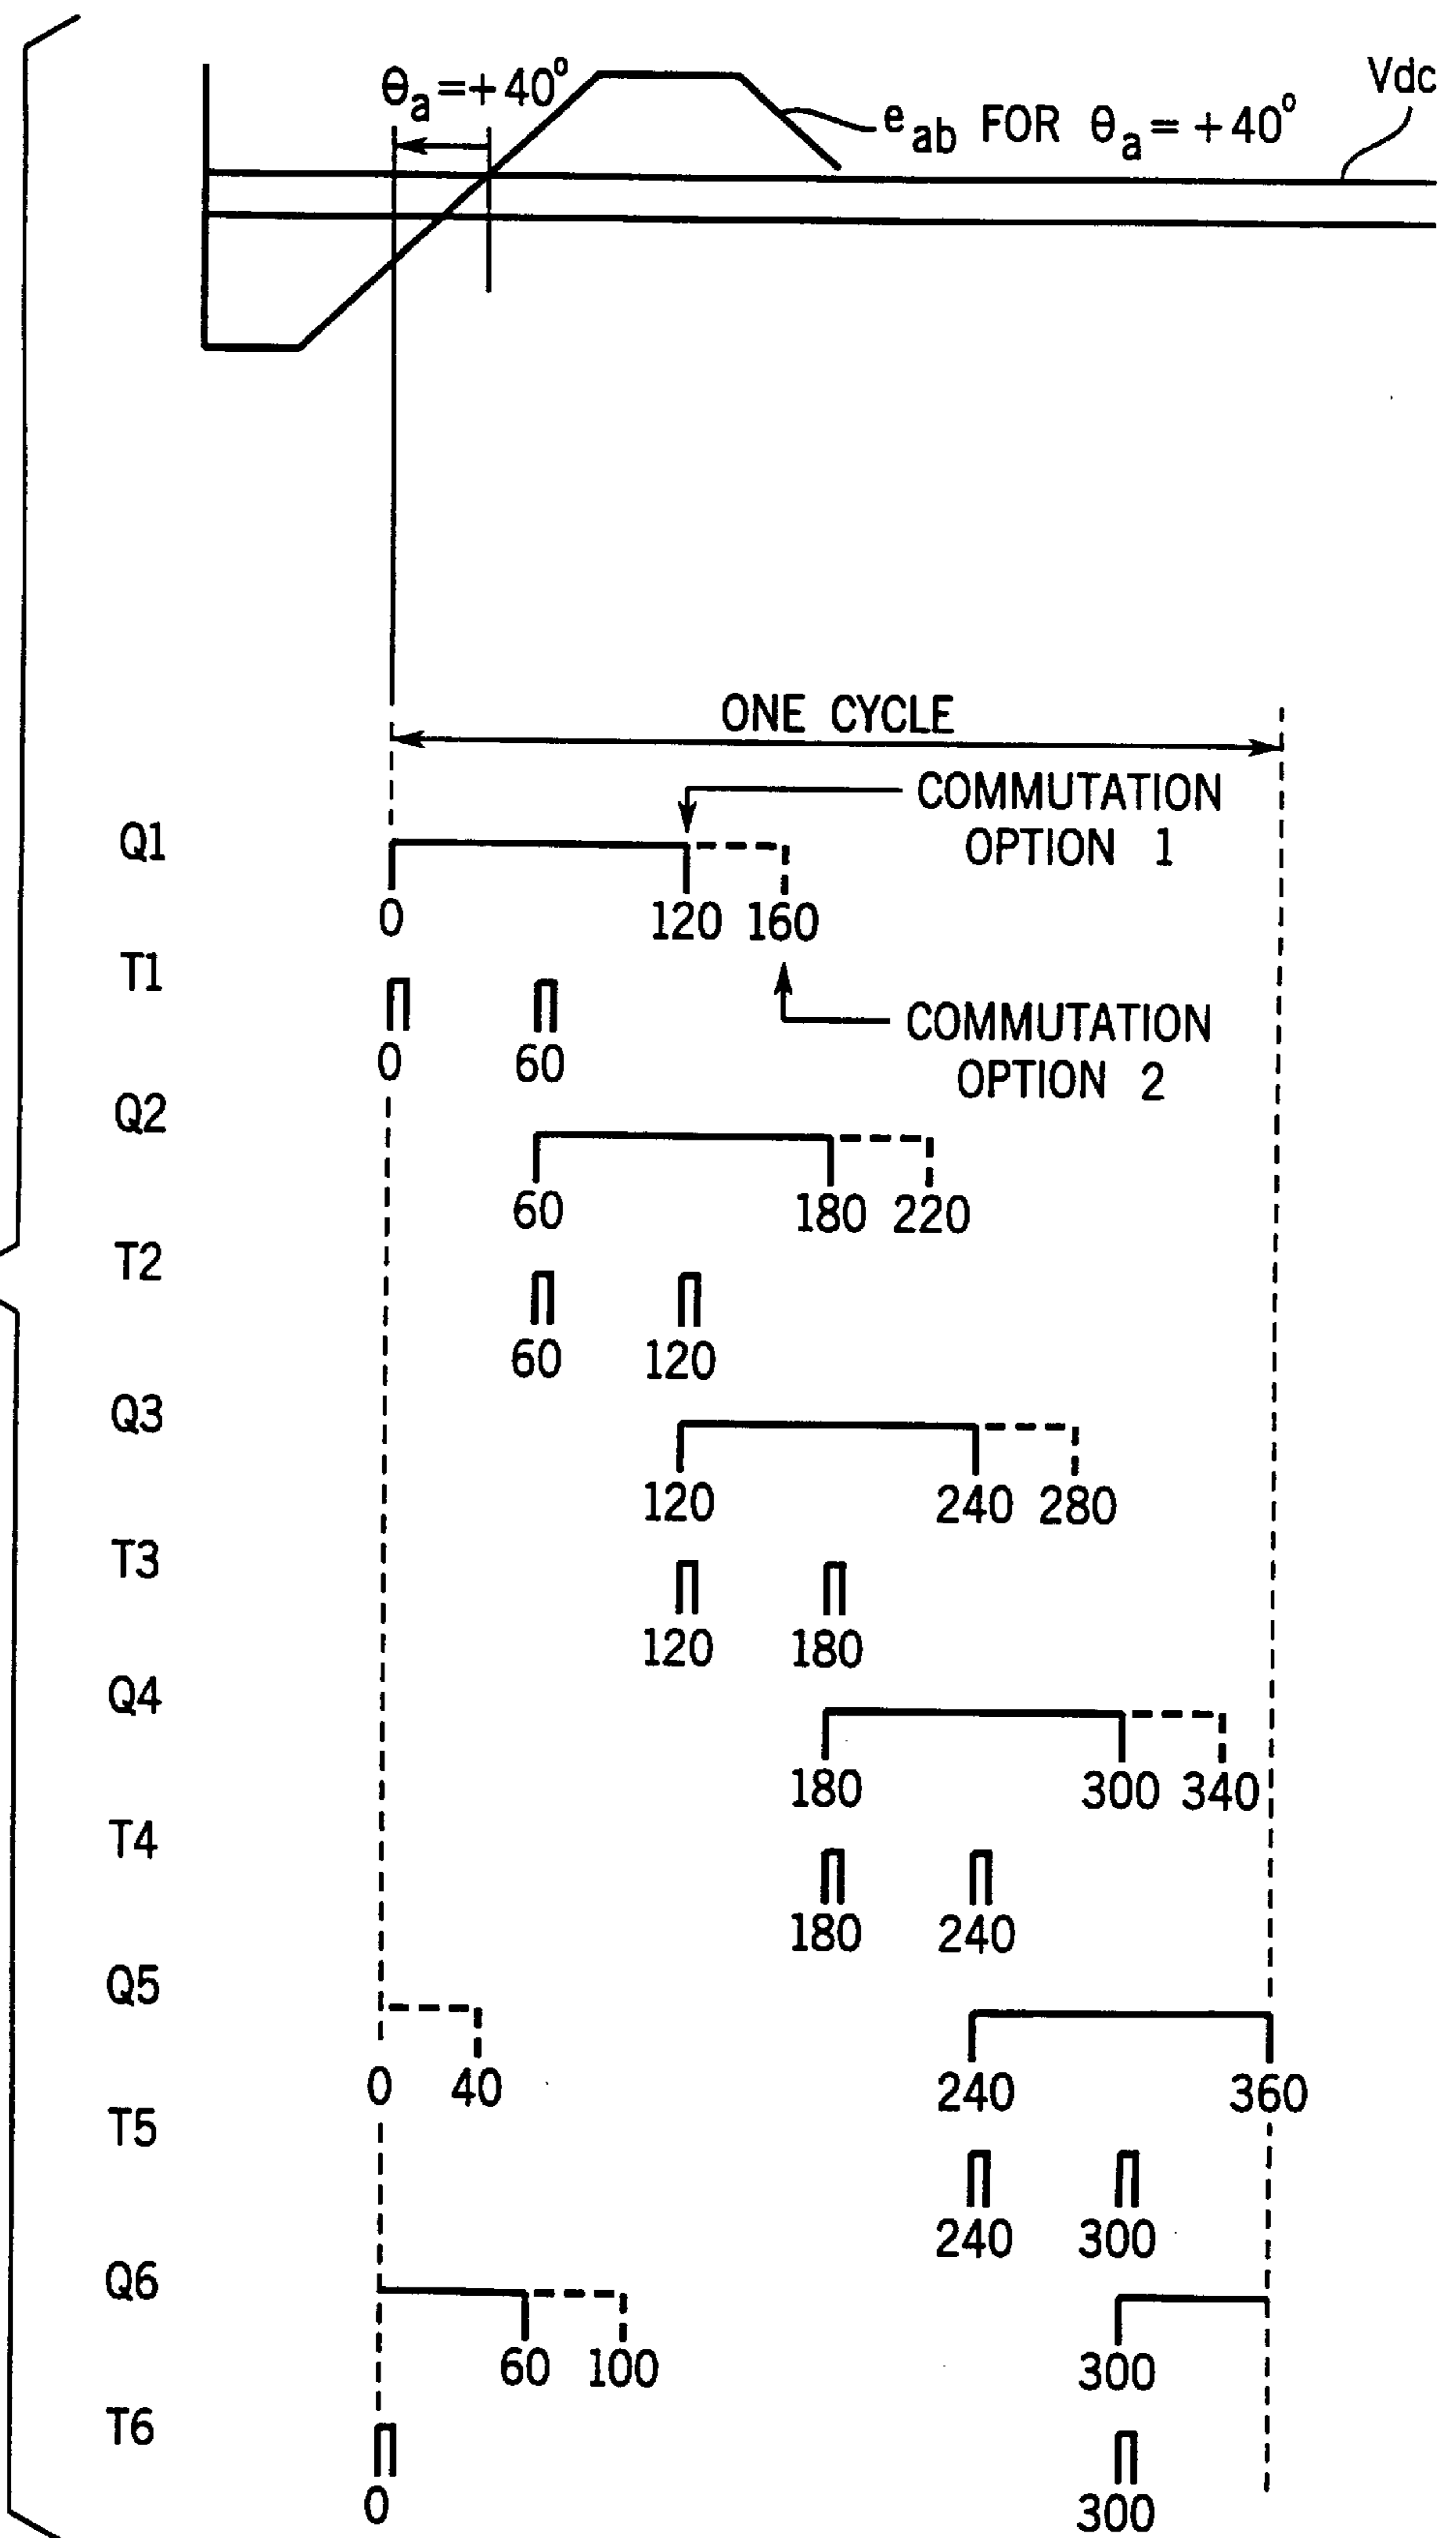 θa=+40°
Vdc
eab FOR θa= +40°
ONE CYCLE
COMMUTATION
OPTION 1
Q1
0
120
160
T1
COMMUTATION
OPTION 2
0
60
Q2
60
180
220
T2
60
120
Q3
120
240
280
T3
120
180
Q4
180
300
340
T4
180
240
Q5
0
40
240
360
T5
240
300
Q6
60
100
300
T6
0
300